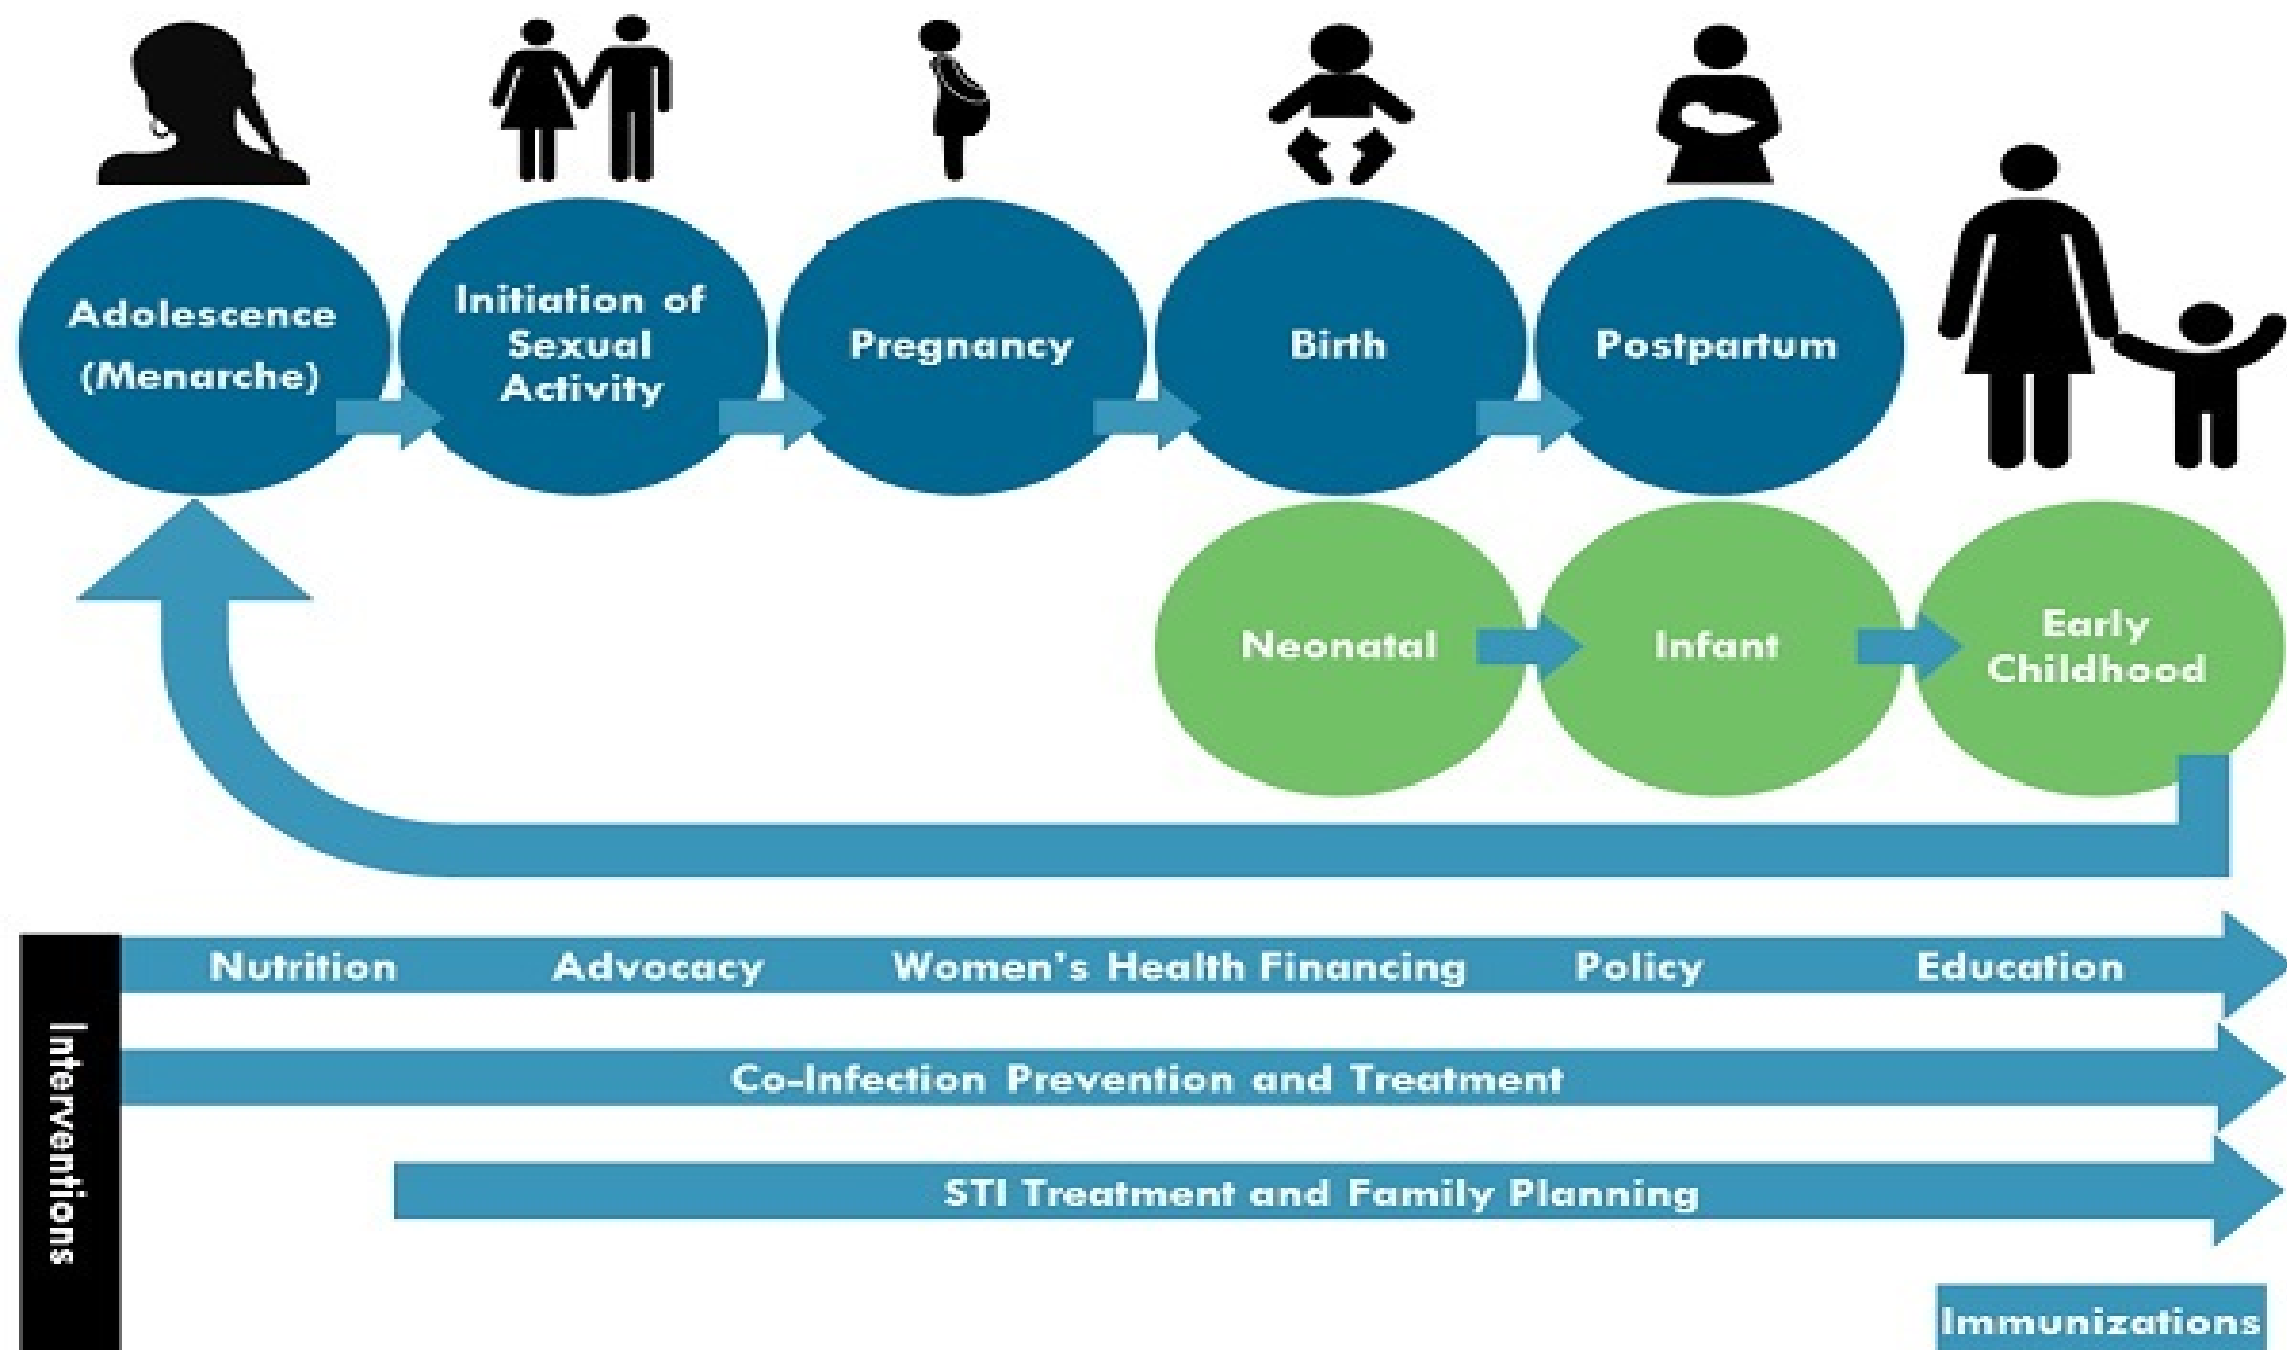 Adolescence
(Menarche)
Initiation of
Sexual
Activity
Pregnancy
Birth
Postpartum
Neonatal
Infant
Early
Childhood
Interventions
Nutrition Advocacy Women's Health Financing Policy Education
Co-Infection Prevention and Treatment
STI Treatment and Family Planning
Immunizations